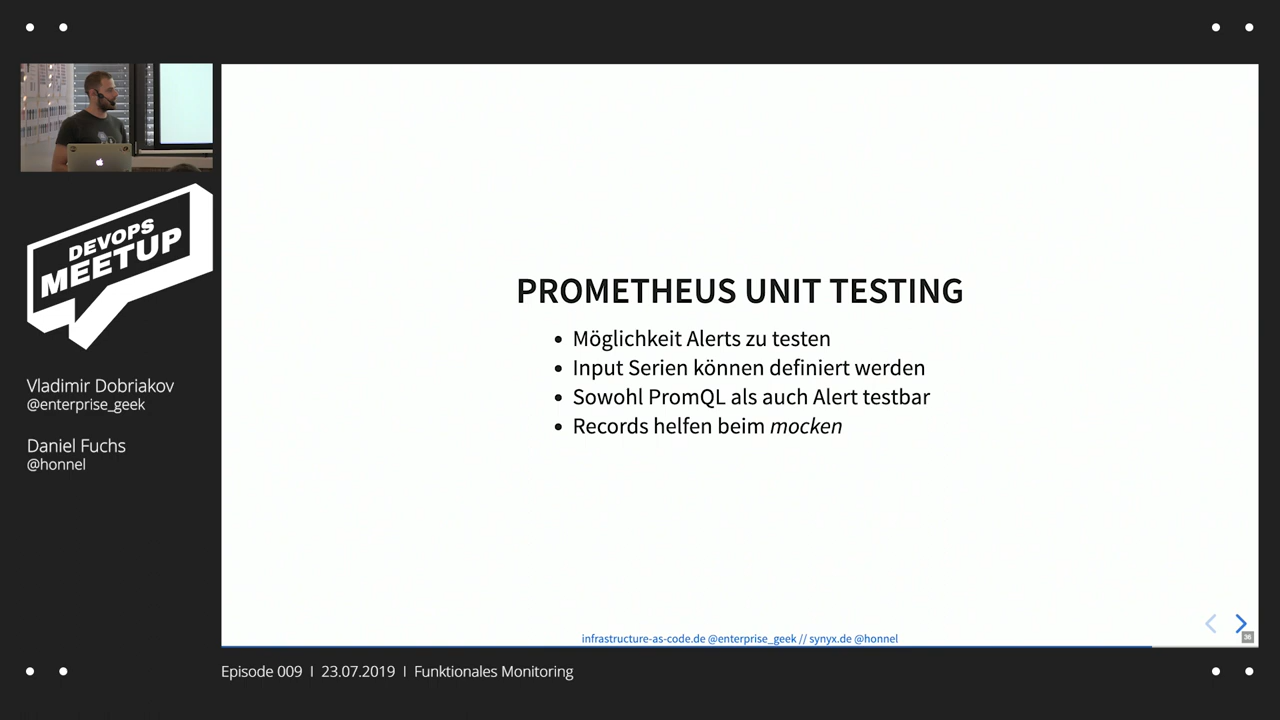 DEVOPS
MEETUP
Vladimir Dobriakov
@enterprise_geek
Daniel Fuchs
@honnel
PROMETHEUS UNIT TESTING
• Möglichkeit Alerts zu testen
• Input Serien können definiert werden
• Sowohl PromQL als auch Alert testbar
• Records helfen beim mocken
infrastructure-as-code.de @enterprise_geek // synyx.de @honnel
36
Episode 009 I 23.07.2019 I Funktionales Monitoring